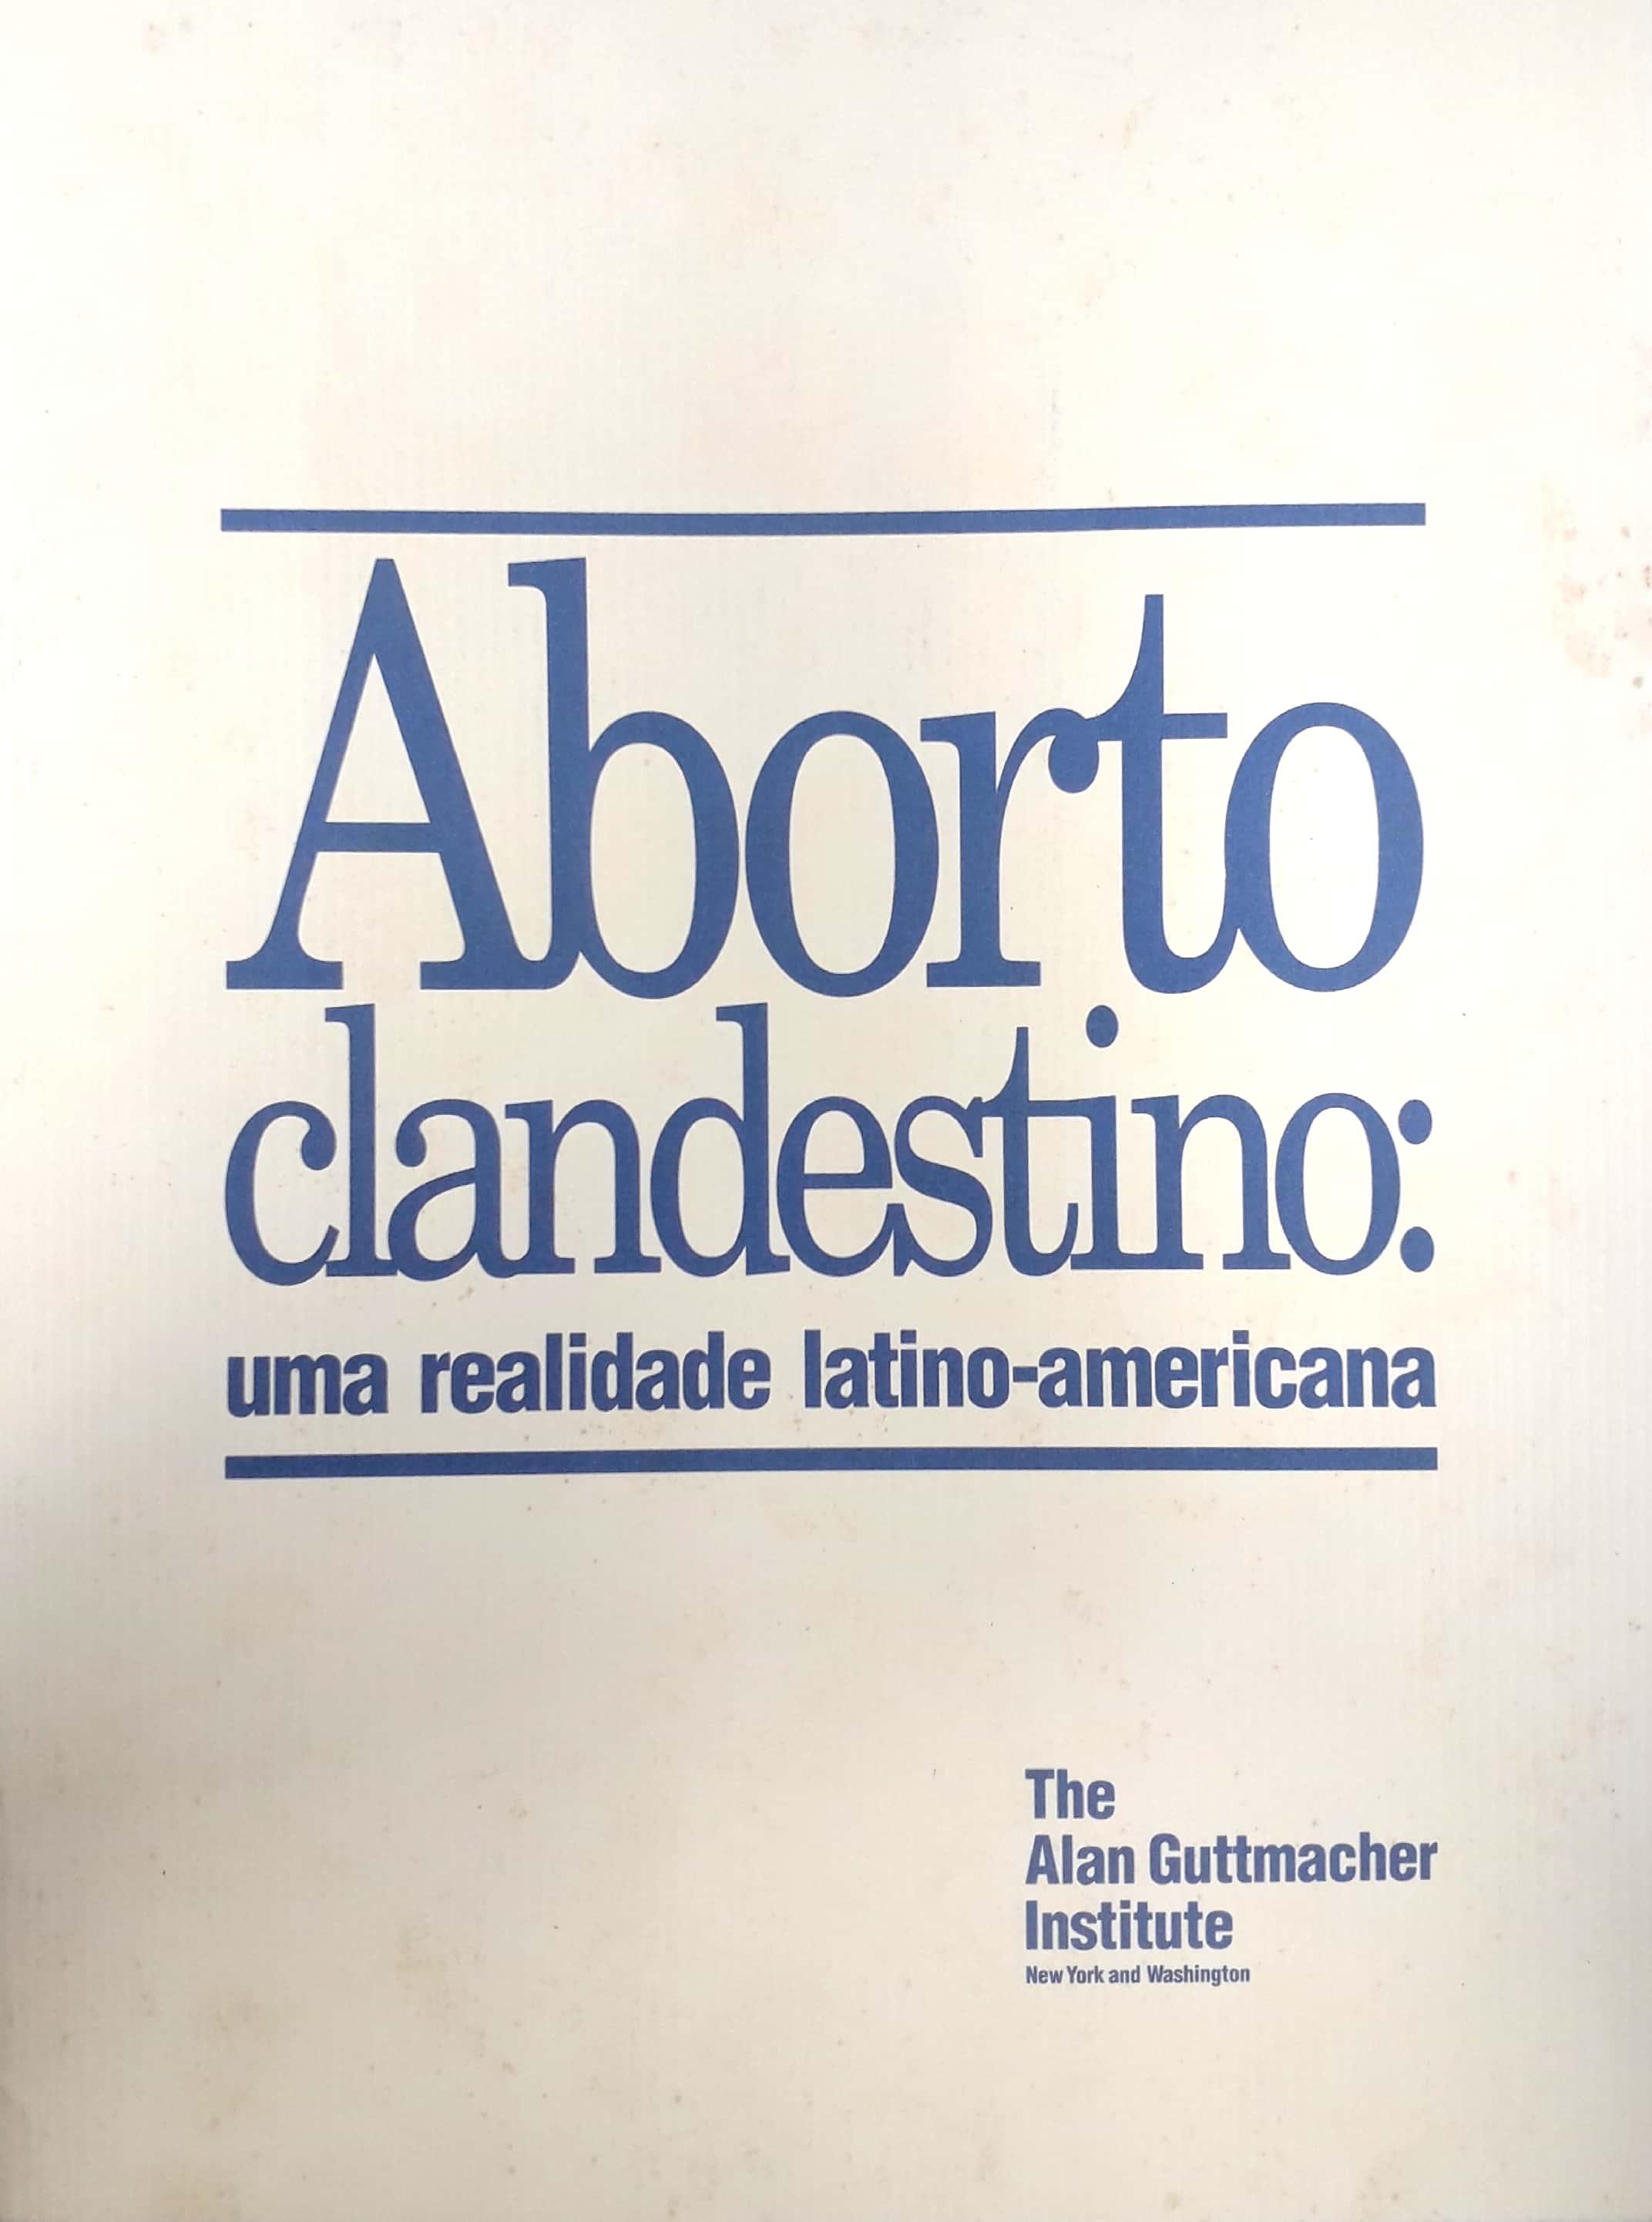 Aborto
clandestino:
uma realidade latino-americana
The
Alan Guttmacher
Institute
New York and Washington